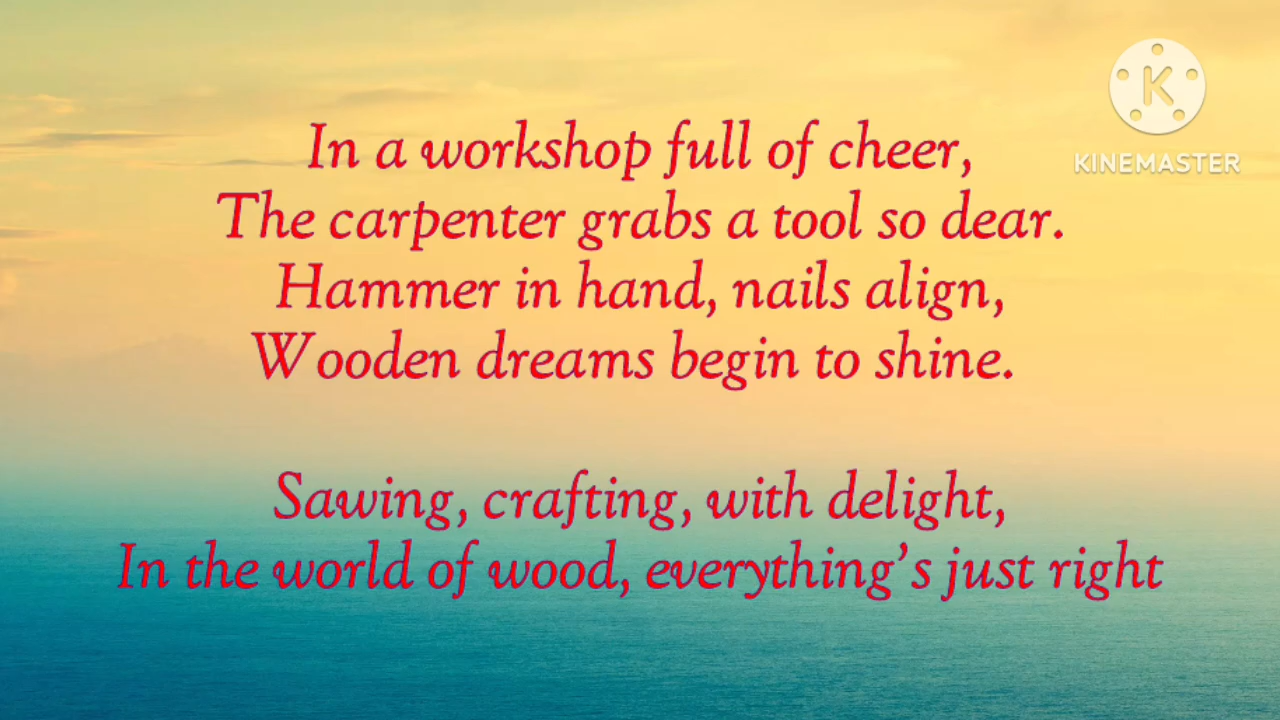 KINEMASTER
In a workshop full of cheer,
The carpenter grabs a tool so dear.
Hammer in hand, nails align,
Wooden dreams begin to shine.
Sawing, crafting, with delight,
In the world of wood, everything's just right